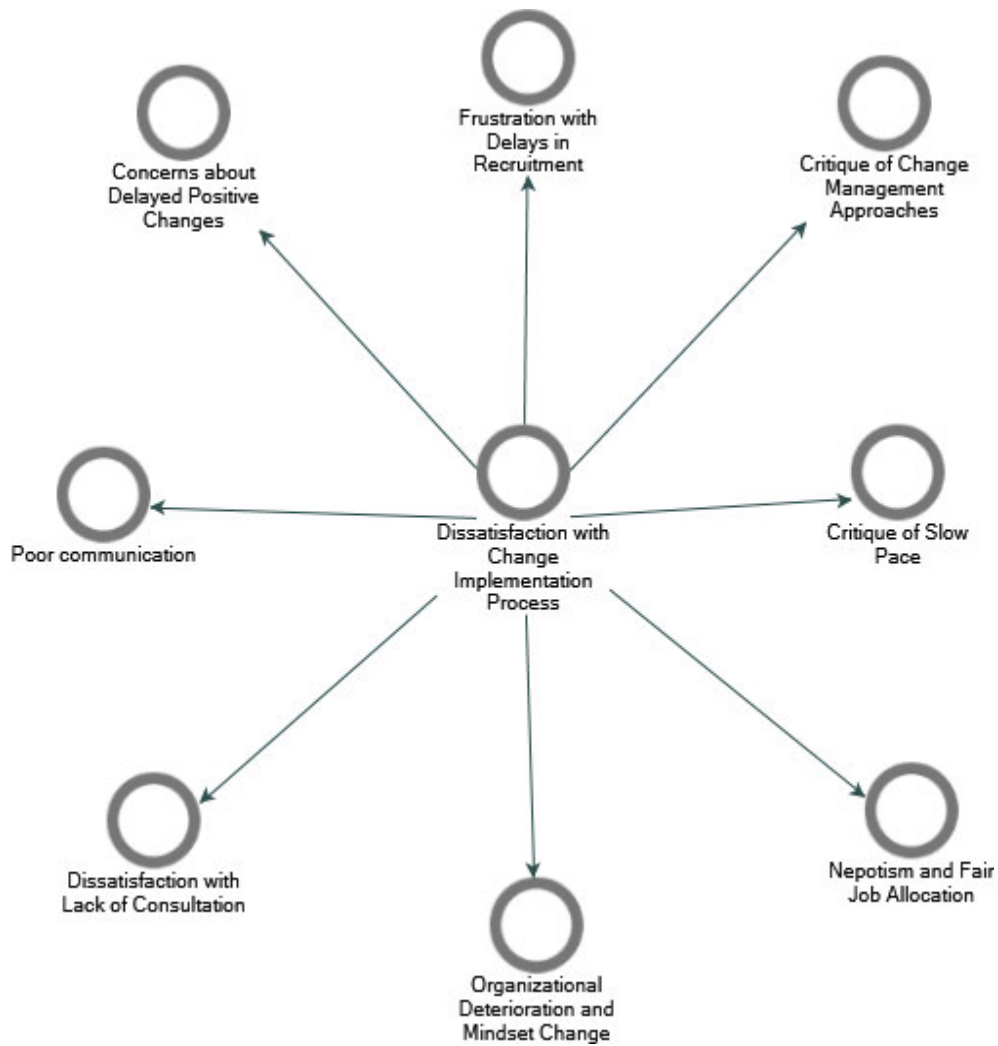 Frustration with
Delays in
Recruitment
Concerns about
Delayed Positive
Changes
Critique of Change
Management
Approaches
Poor communication
Dissatisfaction with
Change
Implementation
Process
Critique of Slow
Pace
Dissatisfaction with
Lack of Consultation
Organizational
Deterioration and
Mindset Change
Nepotism and Fair
Job Allocation